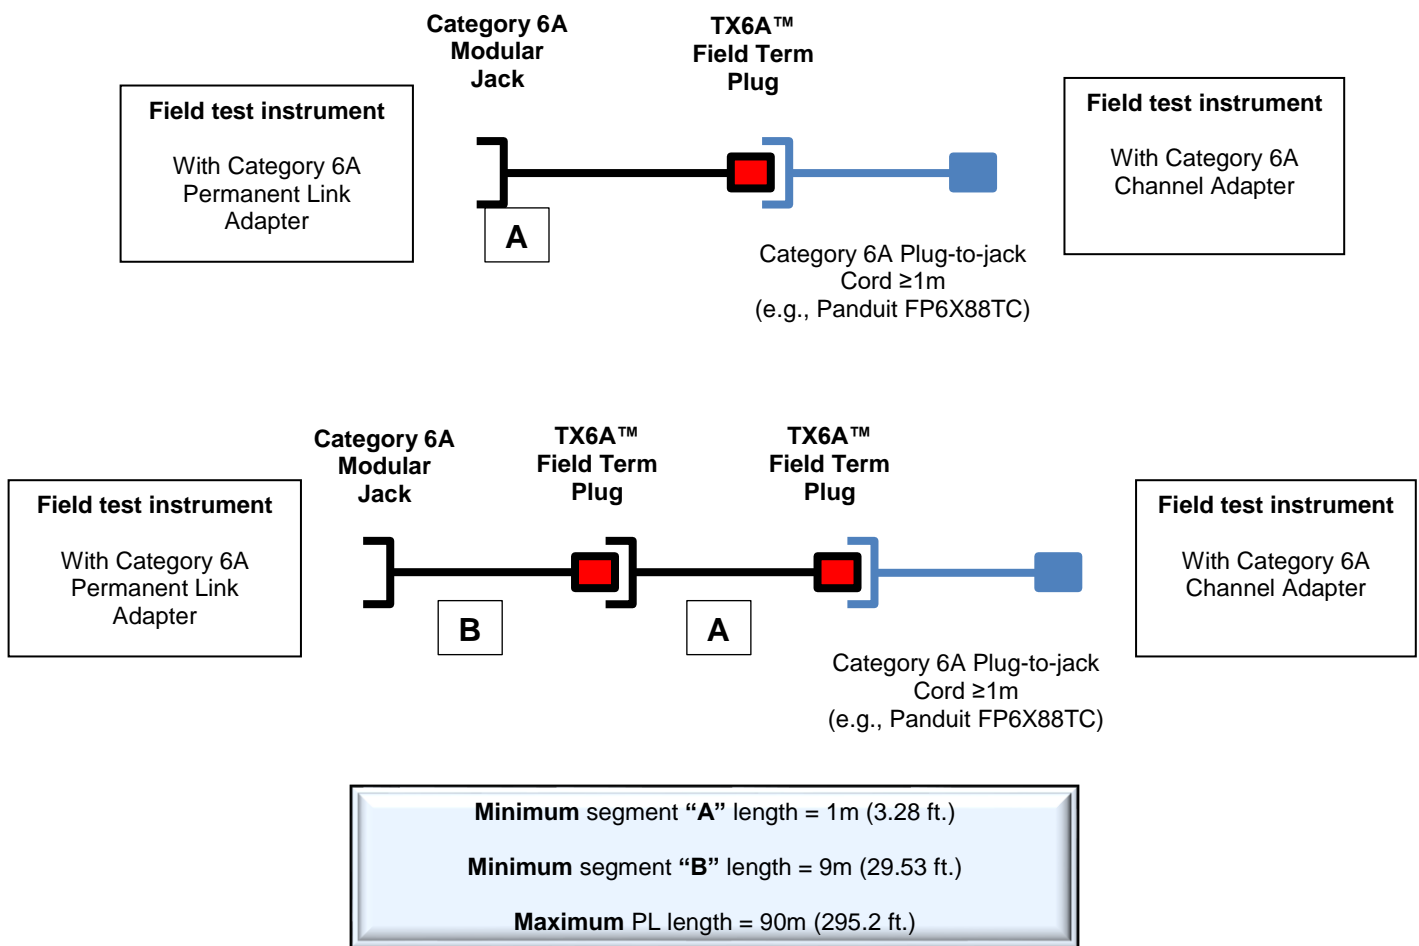 Category 6A
Modular
Jack
TX6A™
Field Term
Plug
Field test instrument
With Category 6A
Permanent Link
Adapter
Field test instrument
With Category 6A
Channel Adapter
A
Category 6A Plug-to-jack
Cord ≥1m
(e.g., Panduit FP6X88TC)
Category 6A
Modular
Jack
TX6A™
Field Term
Plug
TX6A™
Field Term
Plug
Field test instrument
With Category 6A
Permanent Link
Adapter
Field test instrument
With Category 6A
Channel Adapter
B
A
Category 6A Plug-to-jack
Cord ≥1m
(e.g., Panduit FP6X88TC)
Minimum segment “A” length = 1m (3.28 ft.)
Minimum segment “B” length = 9m (29.53 ft.)
Maximum PL length = 90m (295.2 ft.)